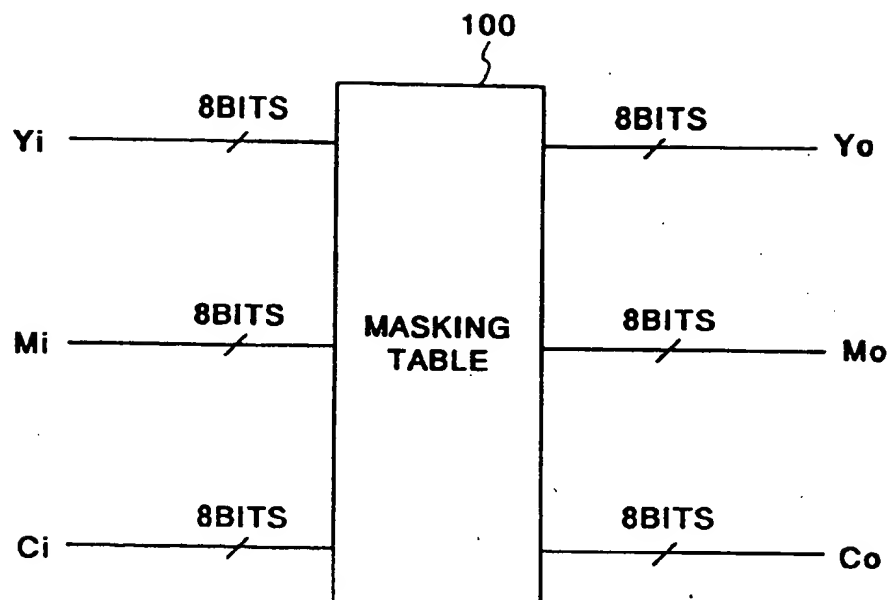 100
8BITS
8BITS
Yi
Yo
8BITS
8BITS
Mi
MASKING
TABLE
Mo
8BITS
8BITS
Ci
Co